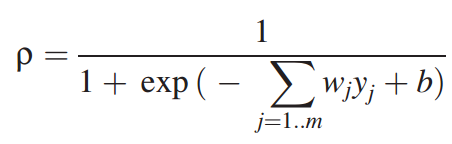 ρ = 1 / (1 + exp ( − ∑_{j=1..m} w_j y_j + b))